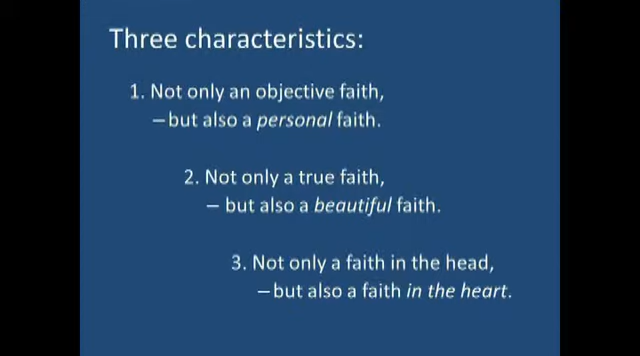 Three characteristics:
1. Not only an objective faith,
– but also a personal faith.
2. Not only a true faith,
– but also a beautiful faith.
3. Not only a faith in the head,
– but also a faith in the heart.